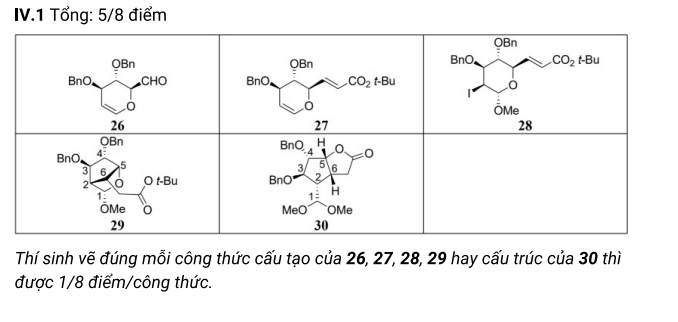 IV.1 Tổng: 5/8 điểm
OBn
BnO
CHO
O
26
OBn
BnO
CO2 t-Bu
O
27
OBn
BnO
CO2 t-Bu
O
I
OMe
28
OBn
4
BnO
3
5
6
2
O
O t-Bu
1
OMe
O
29
BnO
H
O
O
4
5
3
6
BnO
2
H
1
MeO
OMe
30
Thí sinh vẽ đúng mỗi công thức cấu tạo của 26, 27, 28, 29 hay cấu trúc của 30 thì
được 1/8 điểm/công thức.